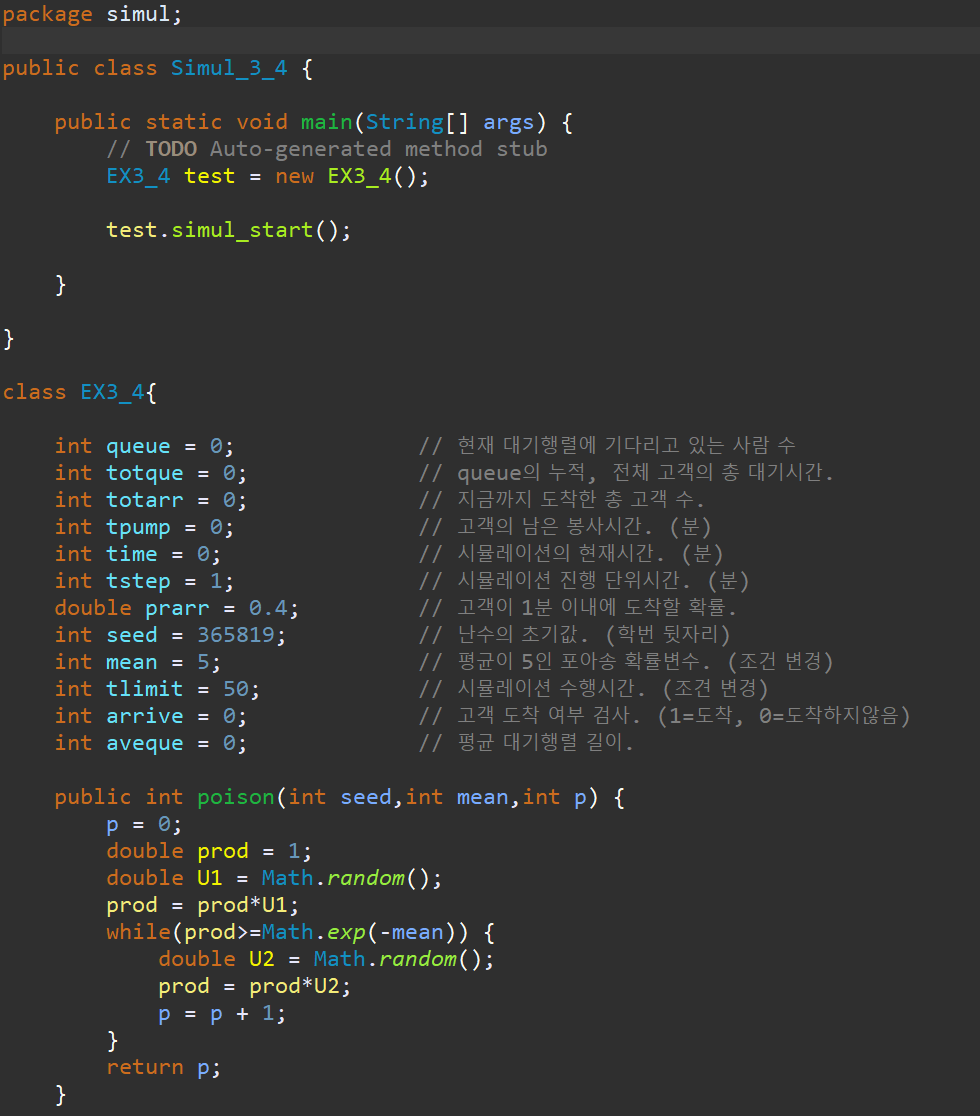 package simul;
public class Simul_3_4 {
public static void main(String[] args) {
// TODO Auto-generated method stub
EX3_4 test = new EX3_4();
test.simul_start();
}
}
class EX3_4{
int queue = 0; // 현재 대기행렬에 기다리고 있는 사람 수
int totque = 0; // queue의 누적, 전체 고객의 총 대기시간.
int totarr = 0; // 지금까지 도착한 총 고객 수.
int tpump = 0; // 고객의 남은 봉사시간. (분)
int time = 0; // 시뮬레이션의 현재시간. (분)
int tstep = 1; // 시뮬레이션 진행 단위시간. (분)
double prarr = 0.4; // 고객이 1분 이내에 도착할 확률.
int seed = 365819; // 난수의 초기값. (학번 뒷자리)
int mean = 5; // 평균이 5인 포아송 확률변수. (조건 변경)
int tlimit = 50; // 시뮬레이션 수행시간. (조견 변경)
int arrive = 0; // 고객 도착 여부 검사. (1=도착, 0=도착하지않음)
int aveque = 0; // 평균 대기행렬 길이.
public int poison(int seed,int mean,int p) {
p = 0;
double prod = 1;
double U1 = Math.random();
prod = prod*U1;
while(prod>=Math.exp(-mean)) {
double U2 = Math.random();
prod = prod*U2;
p = p + 1;
}
return p;
}